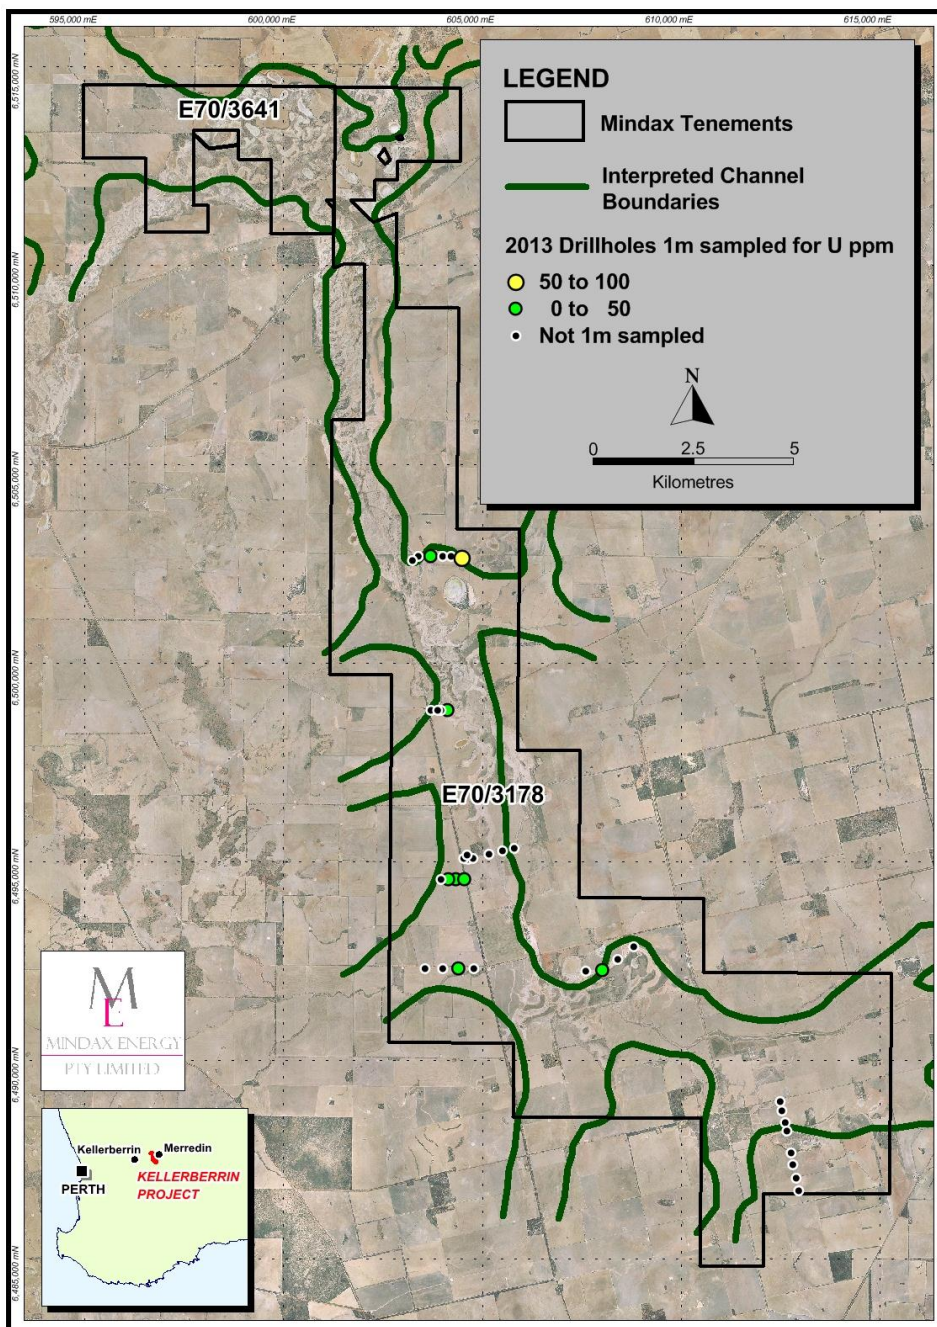 595,000 mE
600,000 mE
605,000 mE
610,000 mE
615,000 mE
6,515,000 mN
6,510,000 mN
6,505,000 mN
6,500,000 mN
6,495,000 mN
6,490,000 mN
6,485,000 mN
E70/3641
LEGEND
Mindax Tenements
Interpreted Channel
Boundaries
2013 Drillholes 1m sampled for U ppm
50 to 100
0 to 50
Not 1m sampled
N
0 2.5 5
Kilometres
E70/3178
ME
MINDAX ENERGY
PTY LIMITED
Kellerberrin
Merredin
PERTH
KELLERBERRIN
PROJECT